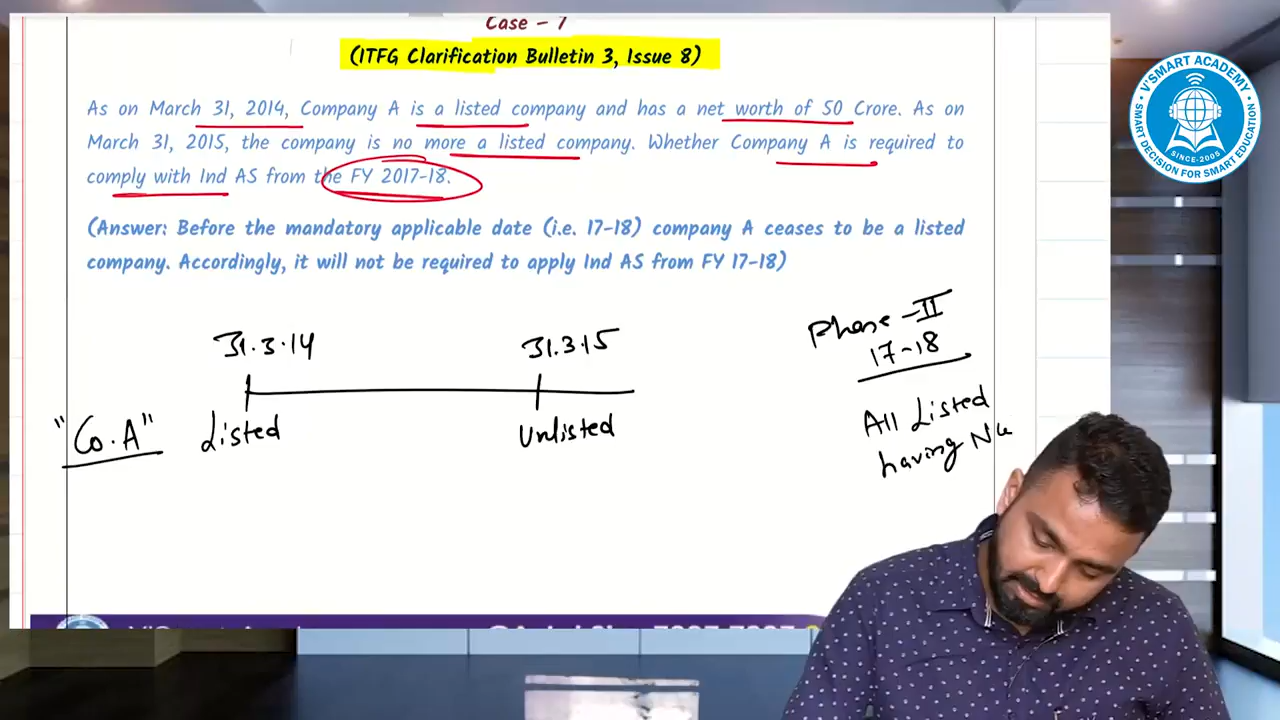 Case - 7
(ITFG Clarification Bulletin 3, Issue 8)
As on March 31, 2014, Company A is a listed company and has a net worth of 50 Crore. As on
March 31, 2015, the company is no more a listed company. Whether Company A is required to
comply with Ind AS from the FY 2017-18.
(Answer: Before the mandatory applicable date (i.e. 17-18) company A ceases to be a listed
company. Accordingly, it will not be required to apply Ind AS from FY 17-18)
31.3.14
31.3.15
Phase - II
17-18
"Co.A"
Listed
Unlisted
All Listed
having
V'SMART ACADEMY
SINCE-2005
SMART DECISION FOR SMART EDUCATION